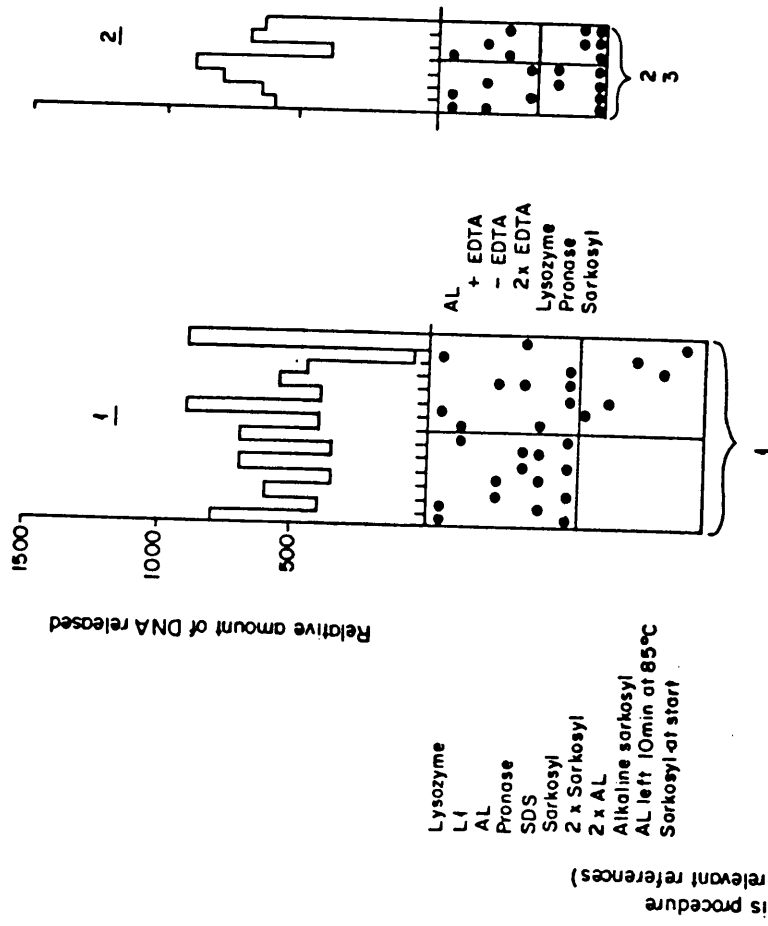 2
1
1500
1000
500
Relative amount of DNA released
AL
+ EDTA
- EDTA
2x EDTA
Lysozyme
Pronase
Sarkosyl
2
3
Lysozyme
L1
AL
Pronase
SDS
Sarkosyl
2 x Sarkosyl
2 x AL
Alkaline sarkosyl
AL left 10min at 85°C
Sarkosyl at start
1
is procedure
relevant references)